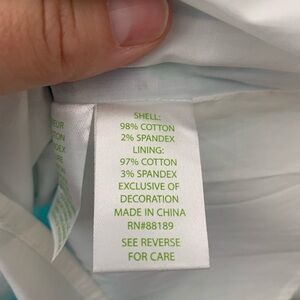 SHELL:
98% COTTON
2% SPANDEX
LINING:
97% COTTON
3% SPANDEX
EXCLUSIVE OF
DECORATION
MADE IN CHINA
RN#88189
SEE REVERSE
FOR CARE